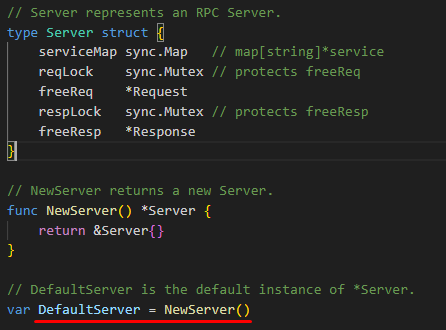 // Server represents an RPC Server.
type Server struct {
    serviceMap sync.Map   // map[string]*service
    reqLock    sync.Mutex // protects freeReq
    freeReq    *Request
    respLock   sync.Mutex // protects freeResp
    freeResp   *Response
}
// NewServer returns a new Server.
func NewServer() *Server {
    return &Server{}
}
// DefaultServer is the default instance of *Server.
var DefaultServer = NewServer()